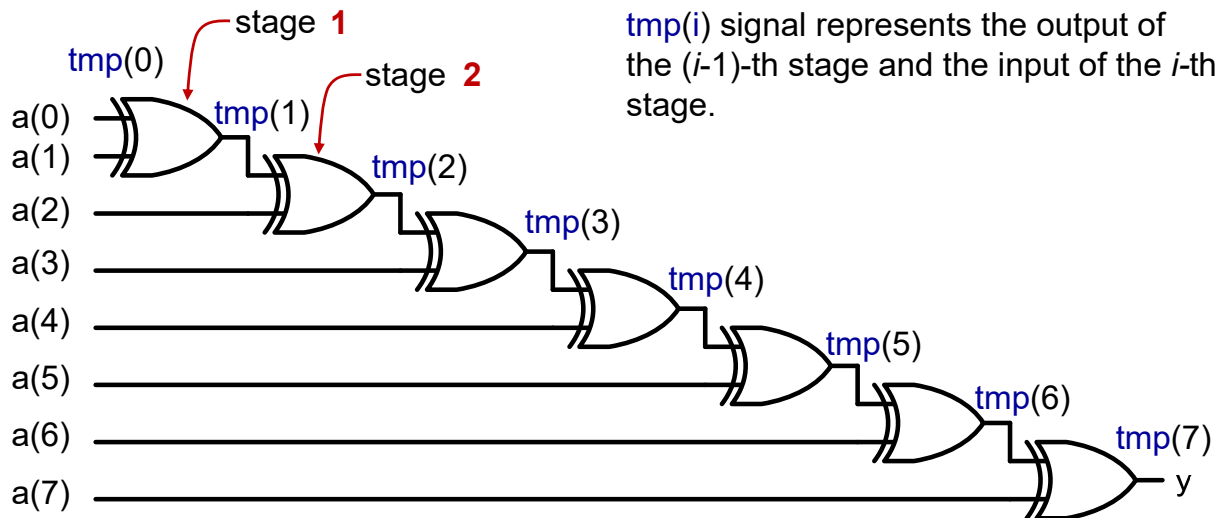 stage 1
tmp(i) signal represents the output of
the (i-1)-th stage and the input of the i-th
stage.
tmp(0)
stage 2
a(0)
tmp(1)
a(1)
tmp(2)
a(2)
tmp(3)
a(3)
tmp(4)
a(4)
tmp(5)
a(5)
tmp(6)
a(6)
tmp(7)
y
a(7)